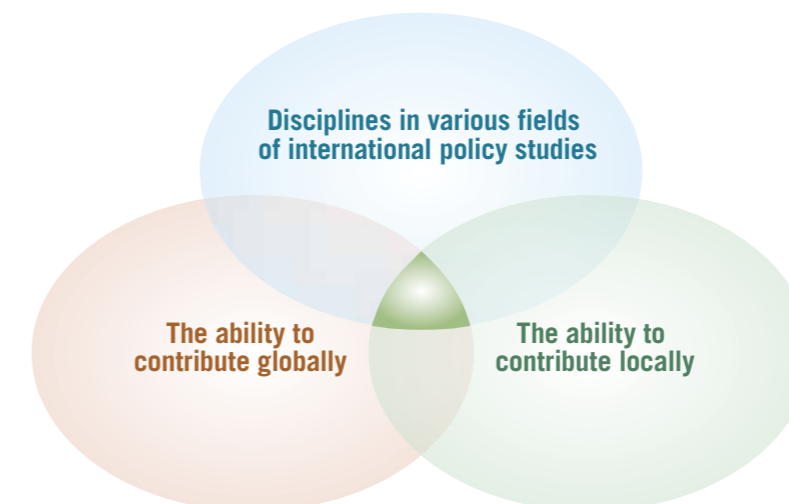 Disciplines in various fields
of international policy studies
The ability to
contribute globally
The ability to
contribute locally